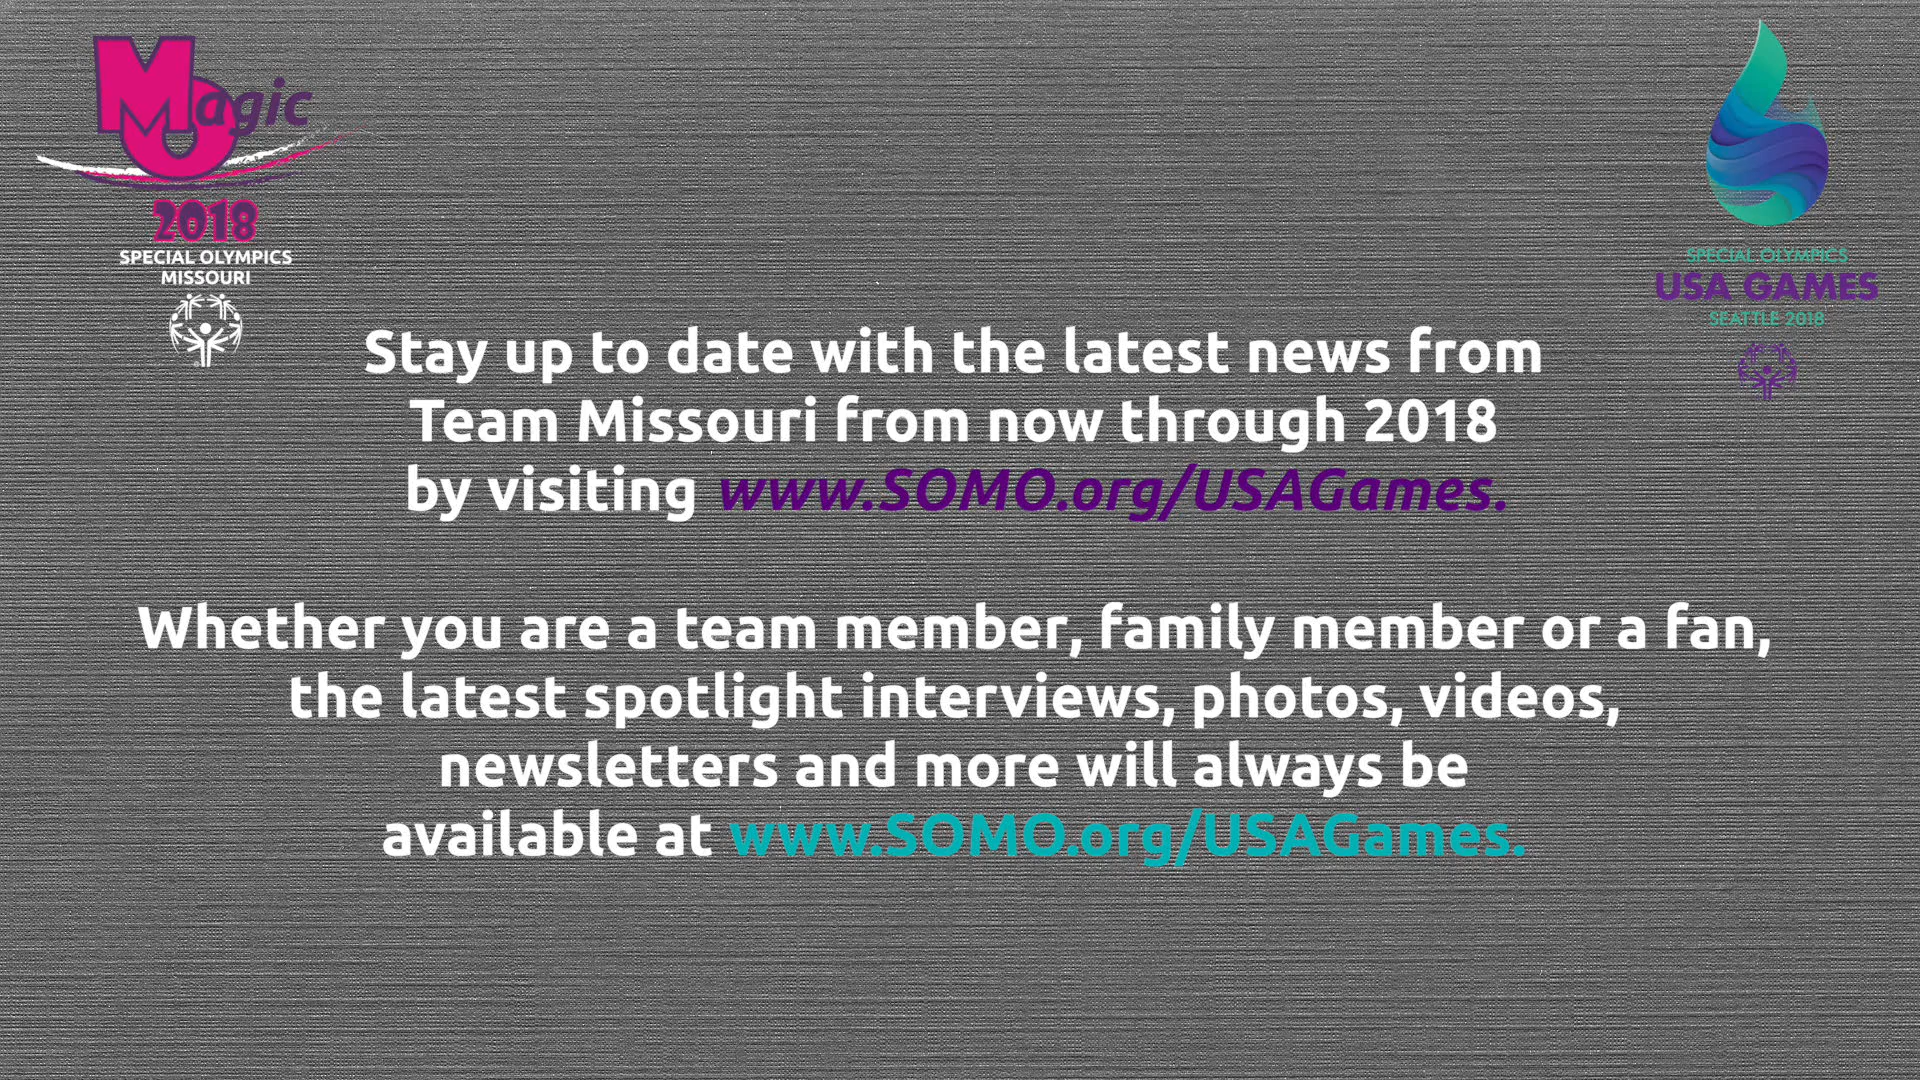 MO Magic
2018
SPECIAL OLYMPICS
MISSOURI
SPECIAL OLYMPICS
USA GAMES
SEATTLE 2018
Stay up to date with the latest news from
Team Missouri from now through 2018
by visiting www.SOMO.org/USAGames.
Whether you are a team member, family member or a fan,
the latest spotlight interviews, photos, videos,
newsletters and more will always be
available at www.SOMO.org/USAGames.